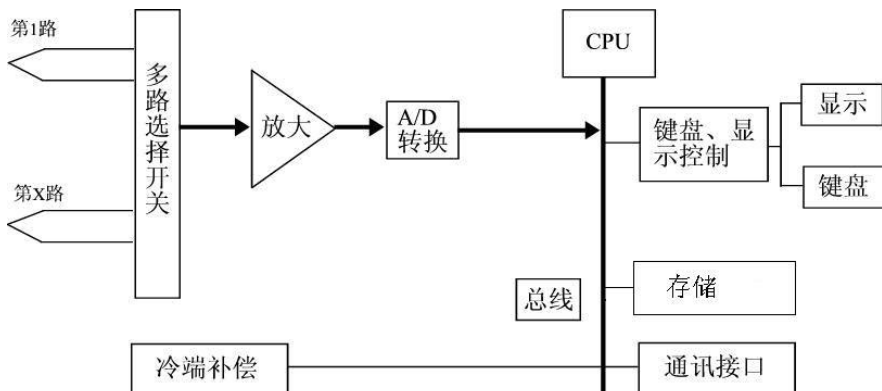 第1路
第X路
多路选择开关
放大
A/D
转换
CPU
键盘、显
示控制
显示
键盘
总线
存储
冷端补偿
通讯接口